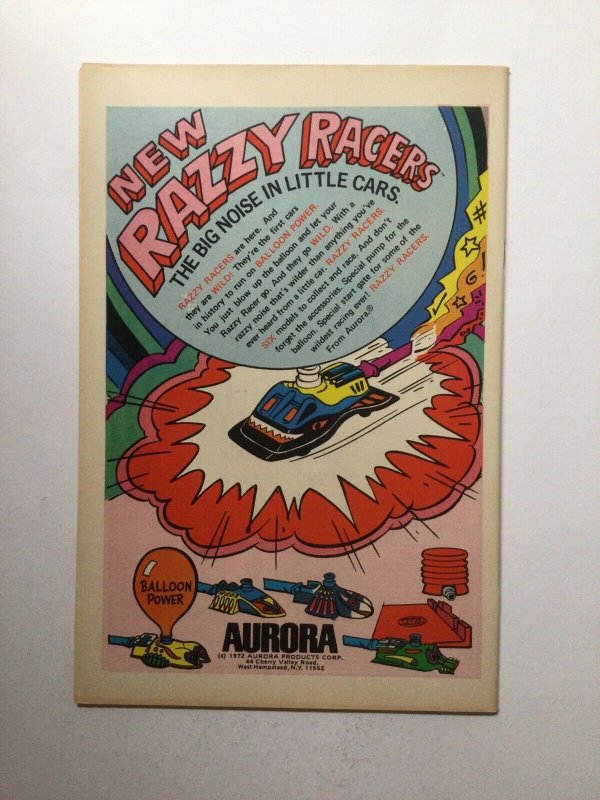 NEW
RAZZY RACERS™
THE BIG NOISE IN LITTLE CARS.
RAZZY RACERS are here. And
they are WILD! They're the first cars
in history to run on BALLOON POWER.
You just blow up the balloon and let your
Razzy Racer go. And they go WILD. With a
razzy noise that's wilder than anything you've
ever heard from a little car. RAZZY RACERS.
SIX models to collect and race. And don't
forget the accessories. Special pump for the
balloon. Special start gate for some of the
wildest racing ever! RAZZY RACERS.
From Aurora.®
BALLOON
POWER
AURORA
(c) 1972 AURORA PRODUCTS CORP.
44 Cherry Valley Road,
West Hempstead, N.Y. 11552